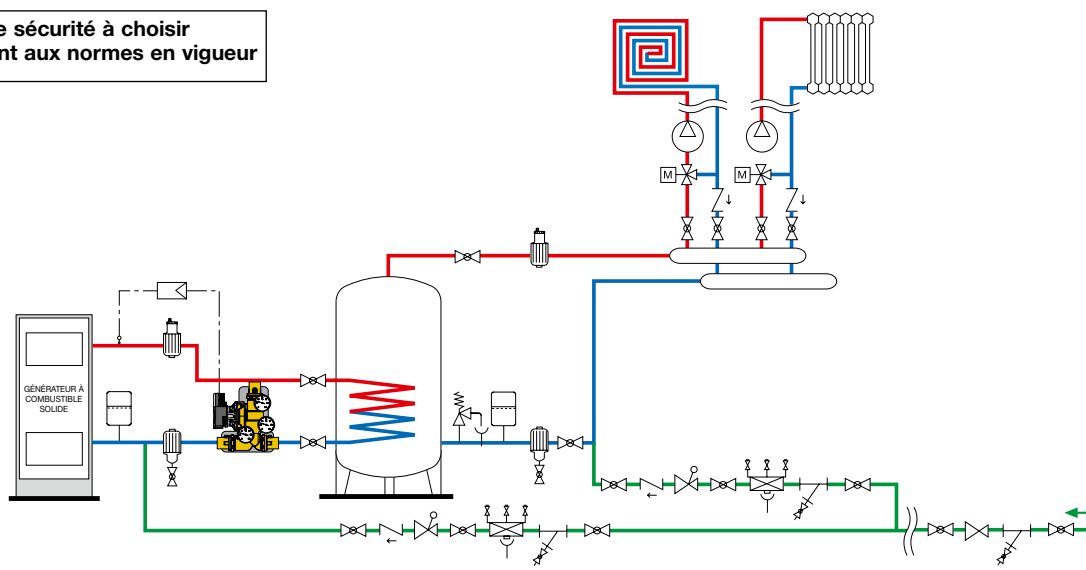 e sécurité à choisir
nt aux normes en vigueur
M
M
GÉNÉRATEUR À
COMBUSTIBLE
SOLIDE